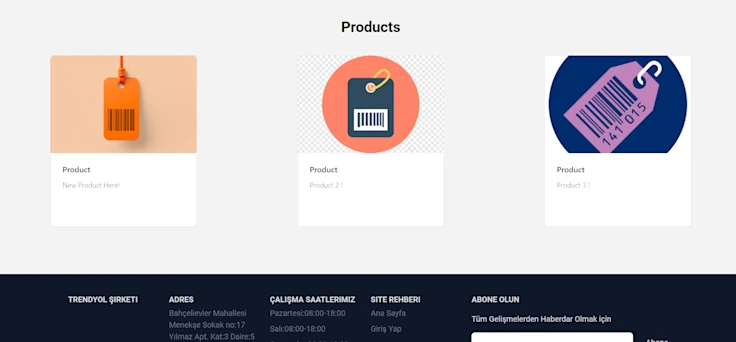 Products
Product
New Product Here!
Product
Product 2 !
141 015
Product
Product 3 !
TRENDYOL ŞIRKETI
ADRES
Bahçelievler Mahallesi
Menekşe Sokak no:17
Yılmaz Apt. Kat:3 Daire:5
ÇALIŞMA SAATLERIMIZ
Pazartesi:08:00-18:00
Salı:08:00-18:00
SITE REHBERI
Ana Sayfa
Giriş Yap
ABONE OLUN
Tüm Gelişmelerden Haberdar Olmak için